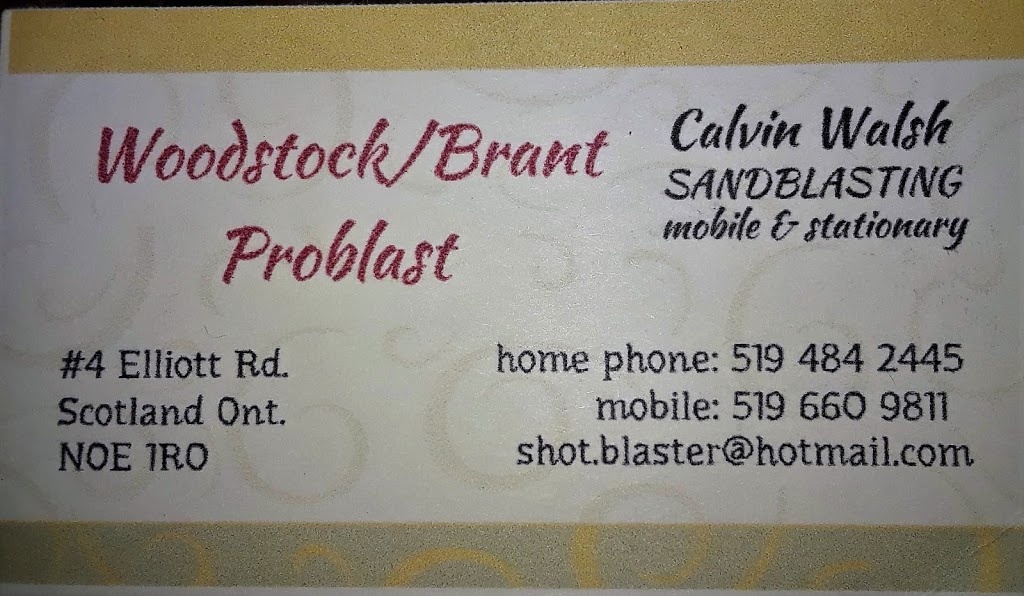 Woodstock/Brant
Problast
Calvin Walsh
SANDBLASTING
mobile & stationary
#4 Elliott Rd.
Scotland Ont.
NOE 1RO
home phone: 519 484 2445
mobile: 519 660 9811
shot.blaster@hotmail.com